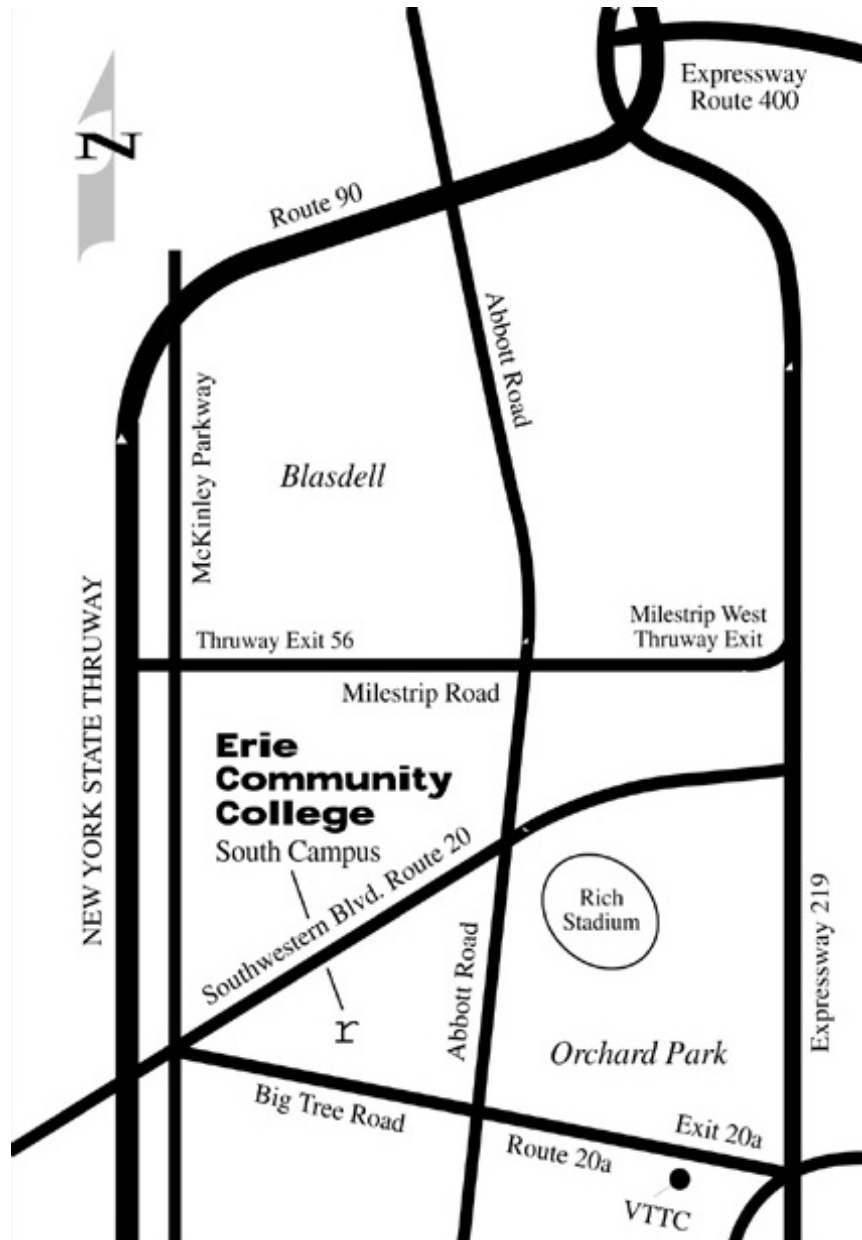 Expressway
Route 400
N
Route 90
Abbott Road
McKinley Parkway
Blasdell
Milestrip West
Thruway Exit
Thruway Exit 56
Milestrip Road
NEW YORK STATE THRUWAY
Erie
Community
College
South Campus
Southwestern Blvd. Route 20
Rich
Stadium
Expressway 219
Abbott Road
r
Orchard Park
Big Tree Road
Exit 20a
Route 20a
VTTC